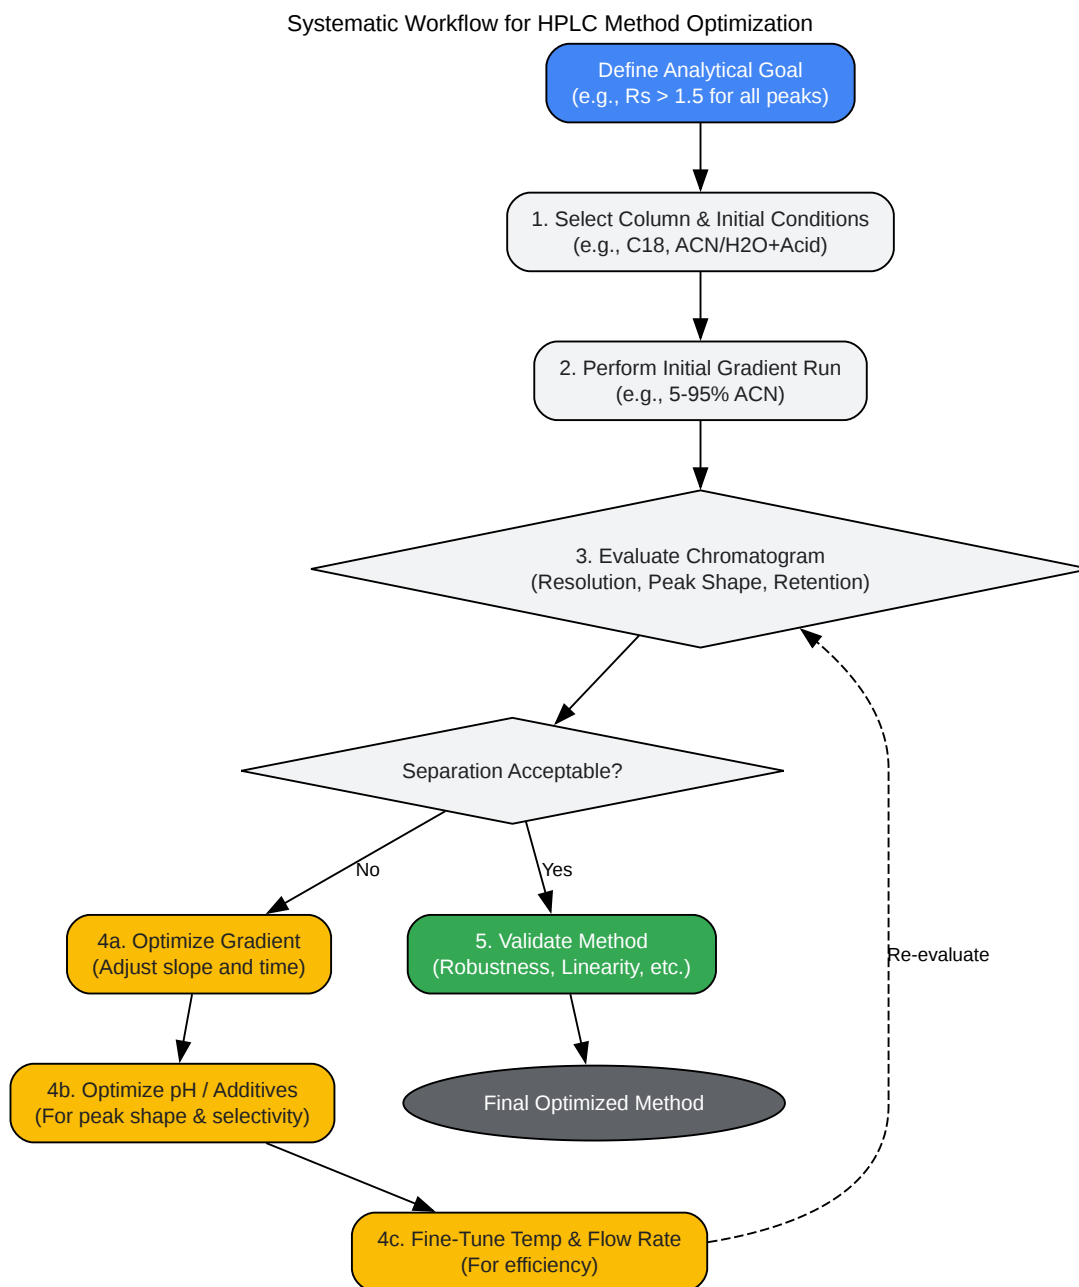 Systematic Workflow for HPLC Method Optimization
Define Analytical Goal
(e.g., Rs > 1.5 for all peaks)
1. Select Column & Initial Conditions
(e.g., C18, ACN/H2O+Acid)
2. Perform Initial Gradient Run
(e.g., 5-95% ACN)
3. Evaluate Chromatogram
(Resolution, Peak Shape, Retention)
Separation Acceptable?
No
Yes
4a. Optimize Gradient
(Adjust slope and time)
5. Validate Method
(Robustness, Linearity, etc.)
Re-evaluate
4b. Optimize pH / Additives
(For peak shape & selectivity)
Final Optimized Method
4c. Fine-Tune Temp & Flow Rate
(For efficiency)